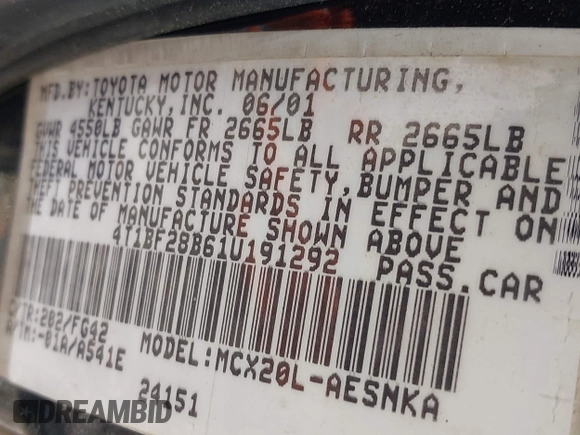 MFD.BY:TOYOTA MOTOR MANUFACTURING,
KENTUCKY,INC. 06/01
GVWR 4550LB GAWR FR 2665LB RR 2665LB
THIS VEHICLE CONFORMS TO ALL APPLICABLE
FEDERAL MOTOR VEHICLE SAFETY,BUMPER AND
THEFT PREVENTION STANDARDS IN EFFECT ON
THE DATE OF MANUFACTURE SHOWN ABOVE
4T1BF28B61U191292 PASS.CAR
C/TR:202/FG42
A/TM:-01A/A541E
MODEL:MCX20L-AESNKA
24151
DREAMBID